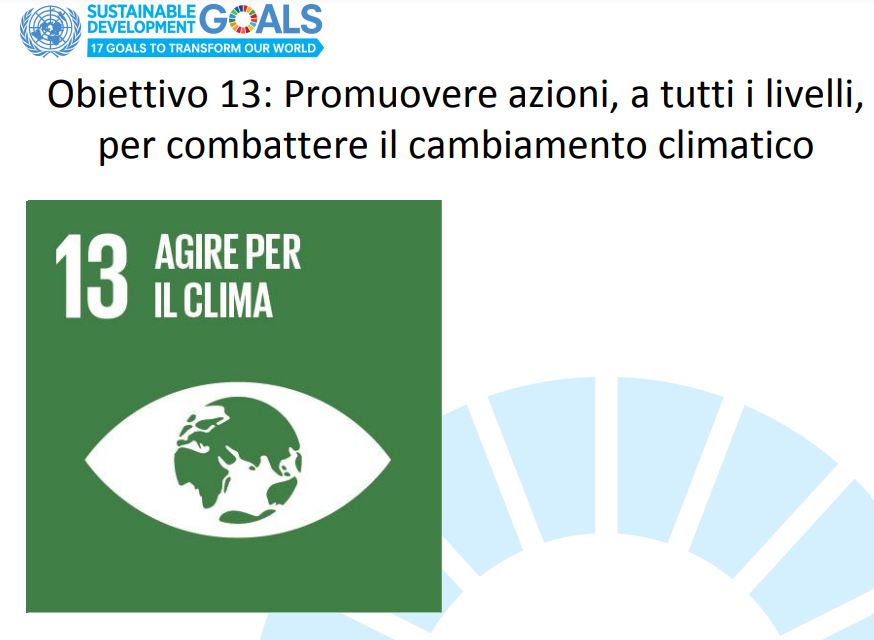 SUSTAINABLE
DEVELOPMENT
GOALS
17 GOALS TO TRANSFORM OUR WORLD
Obiettivo 13: Promuovere azioni, a tutti i livelli,
per combattere il cambiamento climatico
13 AGIRE PER
IL CLIMA